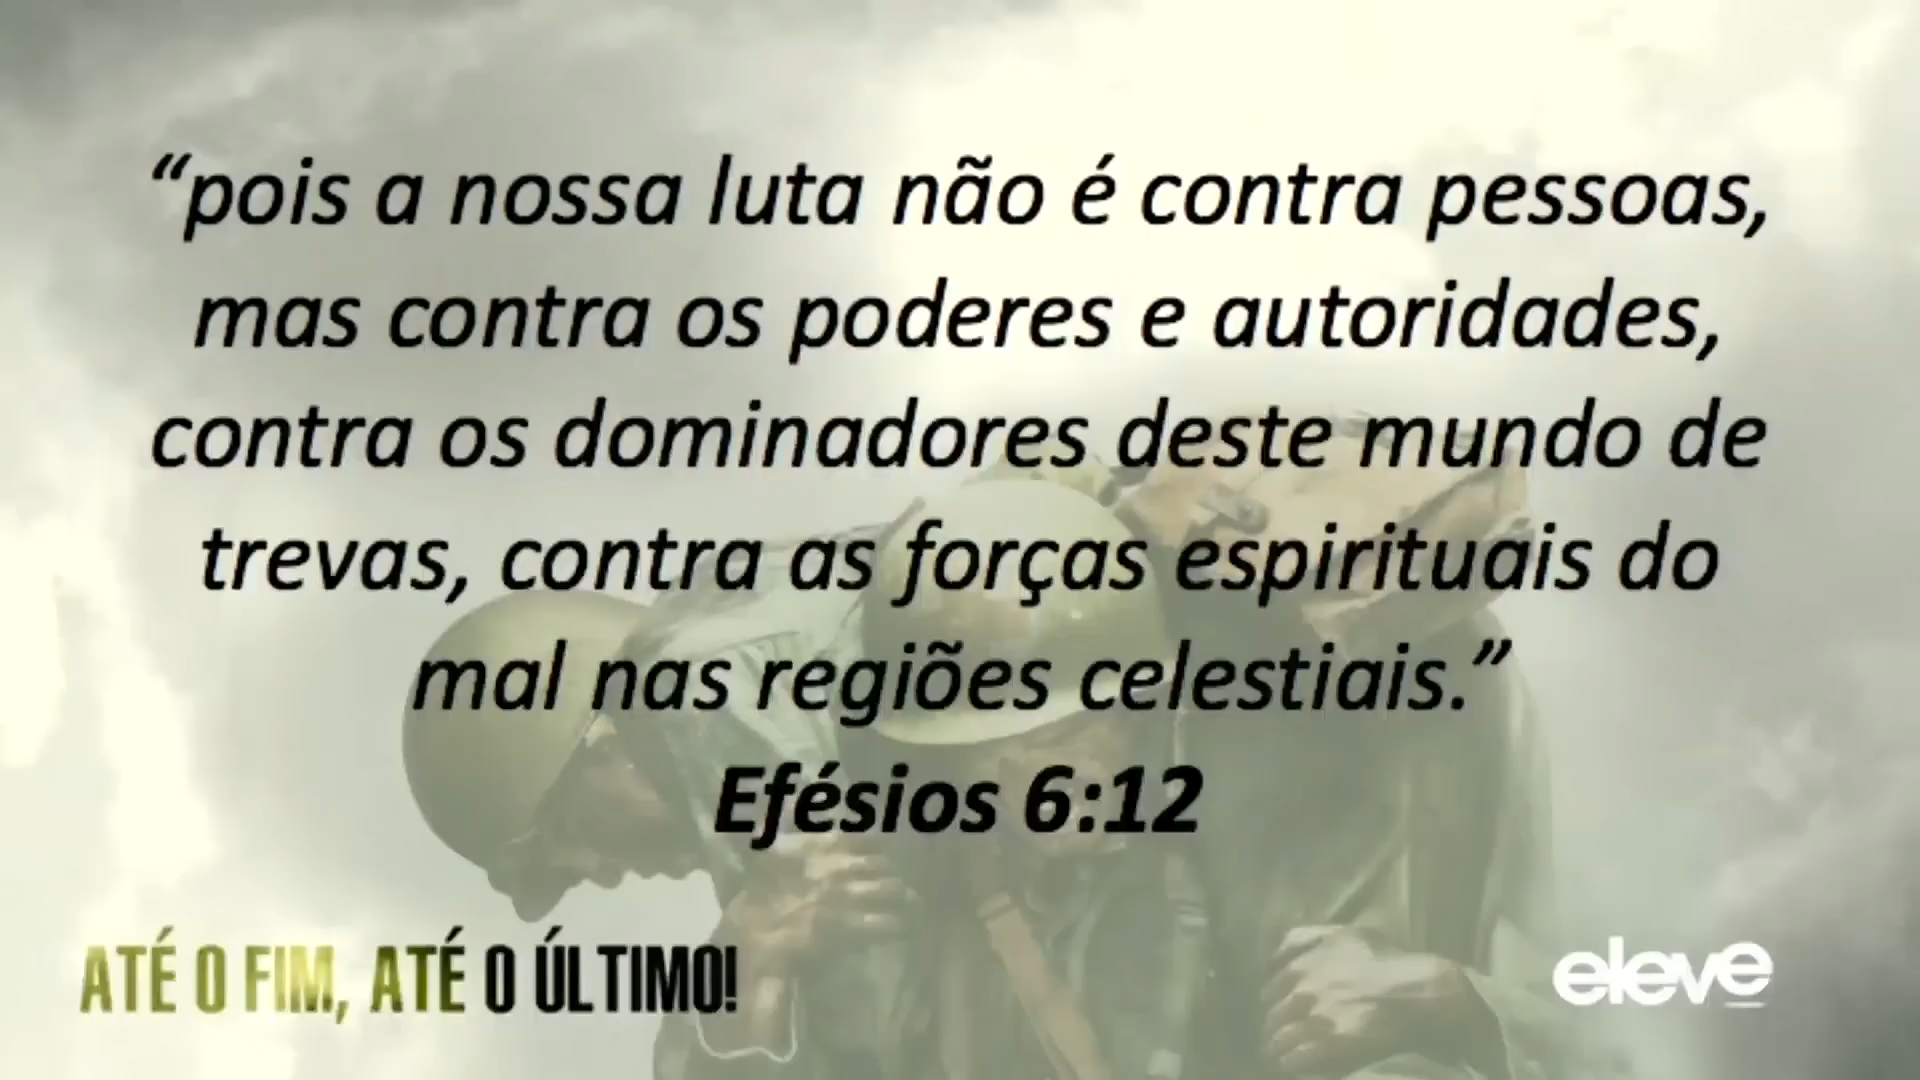 “pois a nossa luta não é contra pessoas,
mas contra os poderes e autoridades,
contra os dominadores deste mundo de
trevas, contra as forças espirituais do
mal nas regiões celestiais.”
Efésios 6:12
ATÉ O FIM, ATÉ O ÚLTIMO!
eleve